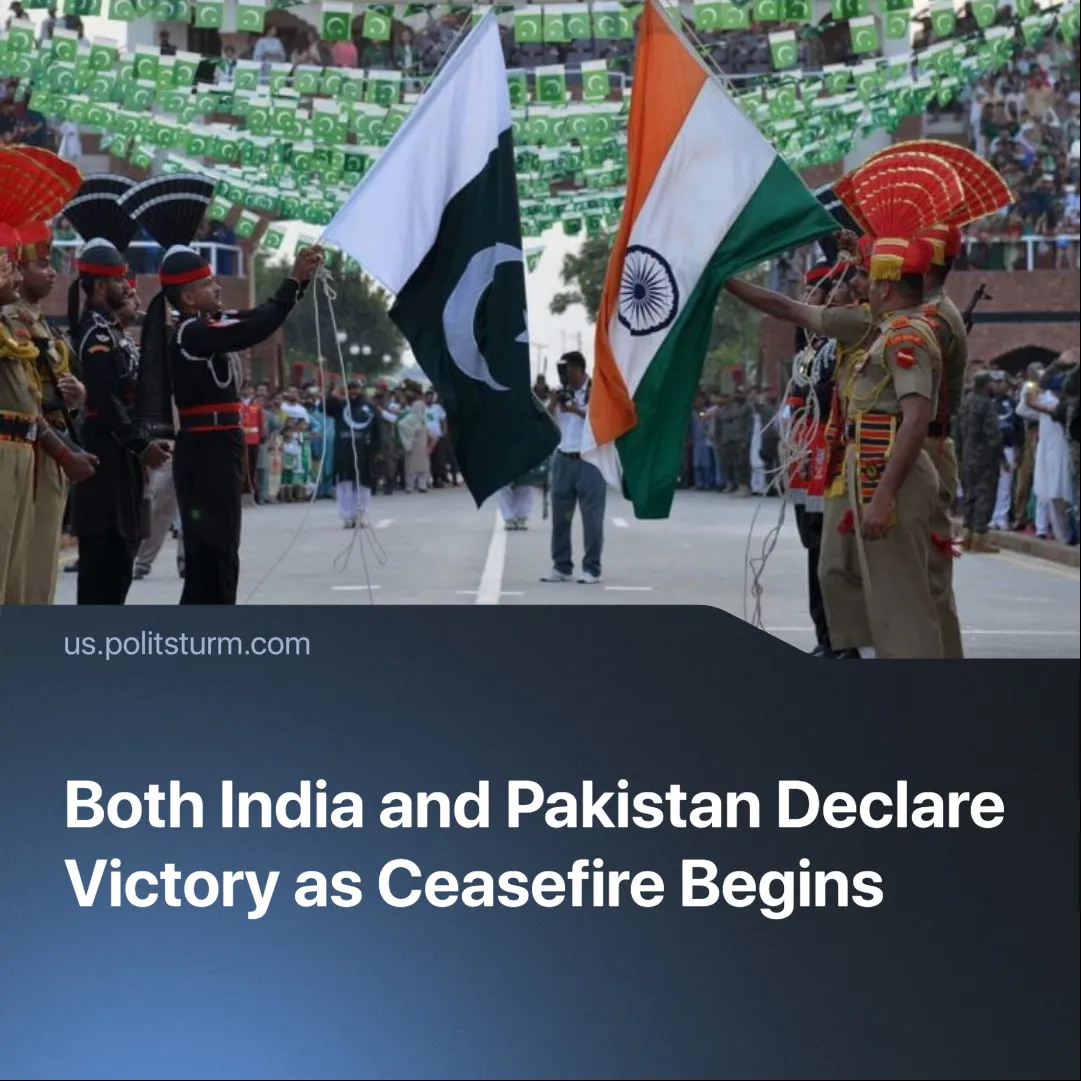 us.politsturm.com
Both India and Pakistan Declare
Victory as Ceasefire Begins